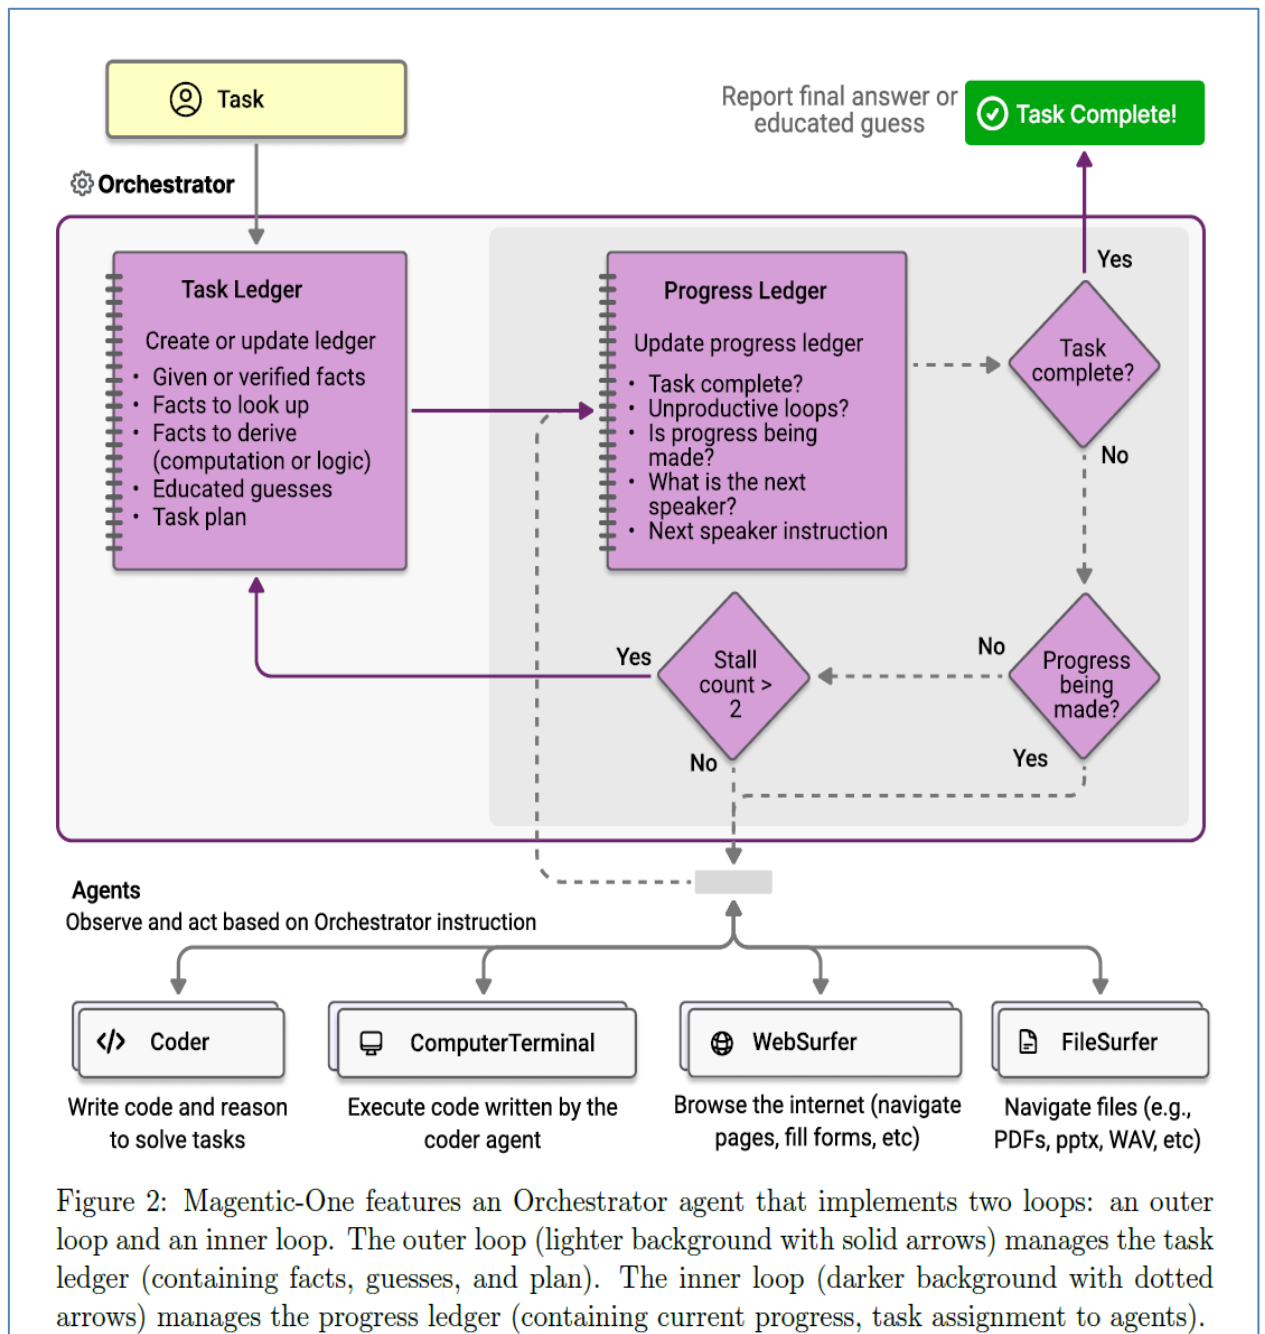 Task
Report final answer or
educated guess
Task Complete!
Orchestrator
Task Ledger
Create or update ledger
• Given or verified facts
• Facts to look up
• Facts to derive
(computation or logic)
• Educated guesses
• Task plan
Progress Ledger
Update progress ledger
• Task complete?
• Unproductive loops?
• Is progress being
made?
• What is the next
speaker?
• Next speaker instruction
Yes
Task
complete?
No
Progress
being
made?
No
Yes
Stall
count >
2
Yes
No
Agents
Observe and act based on Orchestrator instruction
</> Coder
Write code and reason
to solve tasks
ComputerTerminal
Execute code written by the
coder agent
WebSurfer
Browse the internet (navigate
pages, fill forms, etc)
FileSurfer
Navigate files (e.g.,
PDFs, pptx, WAV, etc)
Figure 2: Magentic-One features an Orchestrator agent that implements two loops: an outer
loop and an inner loop. The outer loop (lighter background with solid arrows) manages the task
ledger (containing facts, guesses, and plan). The inner loop (darker background with dotted
arrows) manages the progress ledger (containing current progress, task assignment to agents).